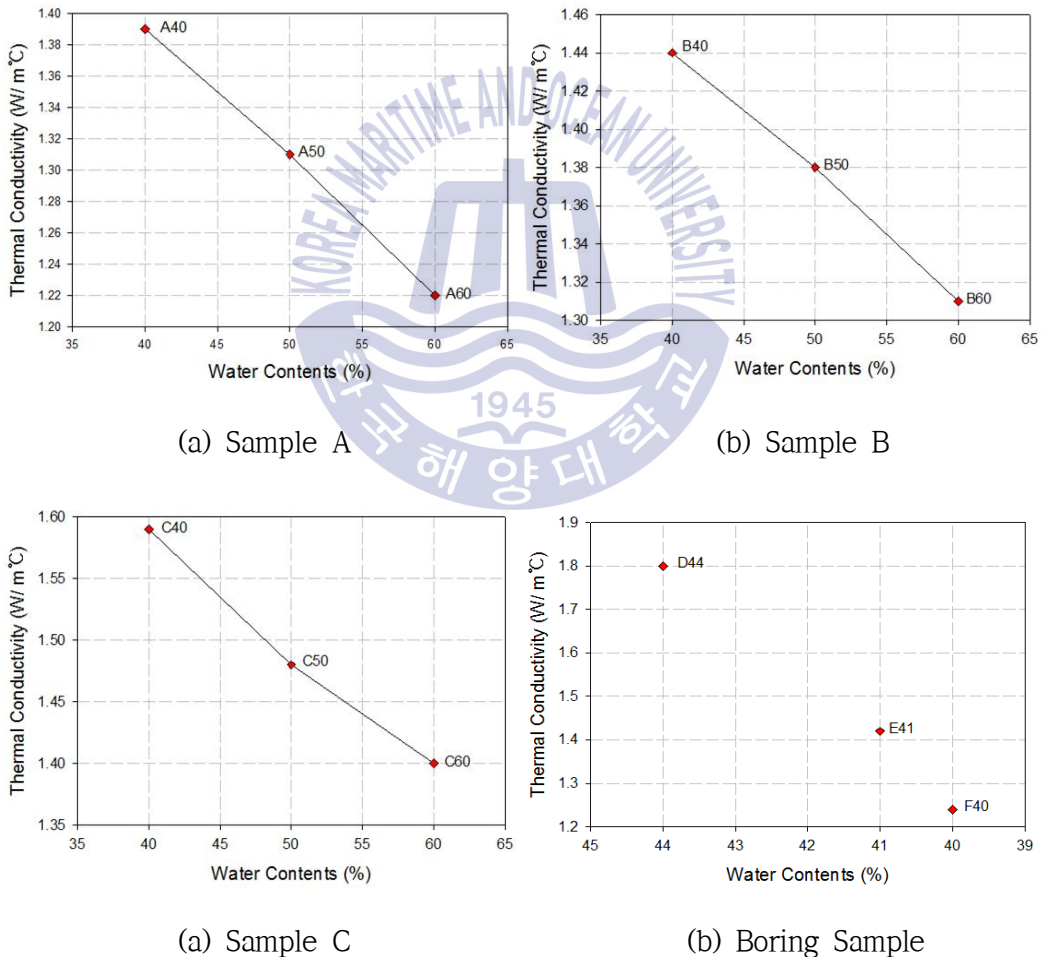 1.40
1.38
1.36
1.34
1.32
1.30
1.28
1.26
1.24
1.22
1.20
Thermal Conductivity (W/ m℃)
A40
A50
A60
35 40 45 50 55 60 65
Water Contents (%)
(a) Sample A
1.46
1.44
1.42
1.40
1.38
1.36
1.34
1.32
1.30
Thermal Conductivity (W/ m℃)
B40
B50
B60
35 40 45 50 55 60 65
Water Contents (%)
(b) Sample B
KOREA MARITIME AND OCEAN UNIVERSITY
1945
한국해양대학교
1.60
1.55
1.50
1.45
1.40
1.35
Thermal Conductivity (W/ m℃)
C40
C50
C60
35 40 45 50 55 60 65
Water Contents (%)
(a) Sample C
1.9
1.8
1.7
1.6
1.5
1.4
1.3
1.2
Thermal Conductivity (W/ m℃)
D44
E41
F40
45 44 43 42 41 40 39
Water Contents (%)
(b) Boring Sample